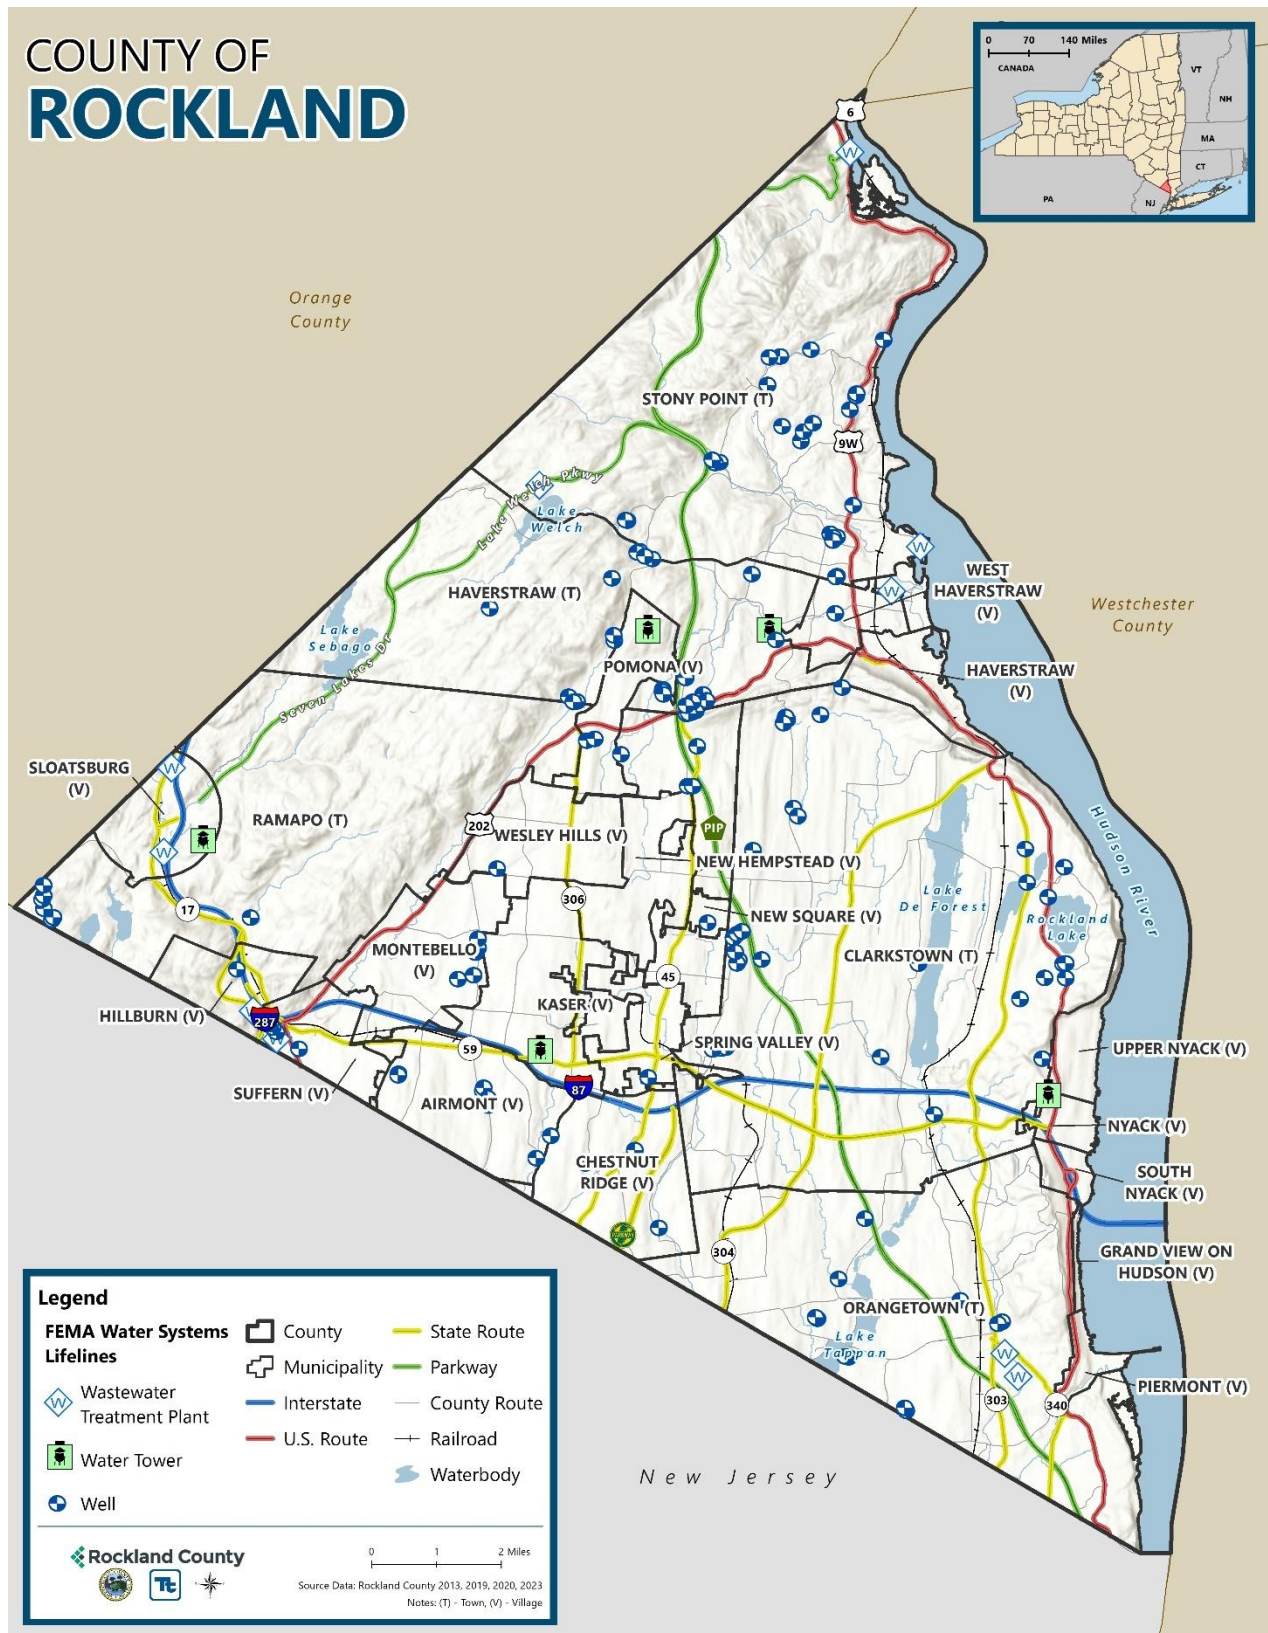 COUNTY OF
ROCKLAND
0 70 140 Miles
CANADA
VT
NH
MA
CT
PA
NJ
6
Orange
County
STONY POINT (T)
9W
Lake Welch Pkwy
Lake
Welch
HAVERSTRAW (T)
WEST
HAVERSTRAW
(V)
Westchester
County
Lake
Sebago
Seven Lakes Dr
POMONA (V)
HAVERSTRAW
(V)
SLOATSBURG
(V)
RAMAPO (T)
202
WESLEY HILLS (V)
PIP
NEW HEMPSTEAD (V)
Hudson River
17
306
Lake
De Forest
Rockland
Lake
NEW SQUARE (V)
MONTEBELLO
(V)
CLARKSTOWN (T)
45
KASER (V)
HILLBURN (V)
287
59
SPRING VALLEY (V)
UPPER NYACK (V)
SUFFERN (V)
87
AIRMONT (V)
NYACK (V)
CHESTNUT
RIDGE (V)
SOUTH
NYACK (V)
304
GRAND VIEW ON
HUDSON (V)
ORANGETOWN (T)
Lake
Tappan
W
W
W
W
W
W
W
W
PIERMONT (V)
303
340
New Jersey
Legend
FEMA Water Systems
Lifelines
W
Wastewater
Treatment Plant
Water Tower
Well
County
Municipality
Interstate
U.S. Route
State Route
Parkway
County Route
Railroad
Waterbody
Rockland County
Tt
0 1 2 Miles
Source Data: Rockland County 2013, 2019, 2020, 2023
Notes: (T) - Town, (V) - Village